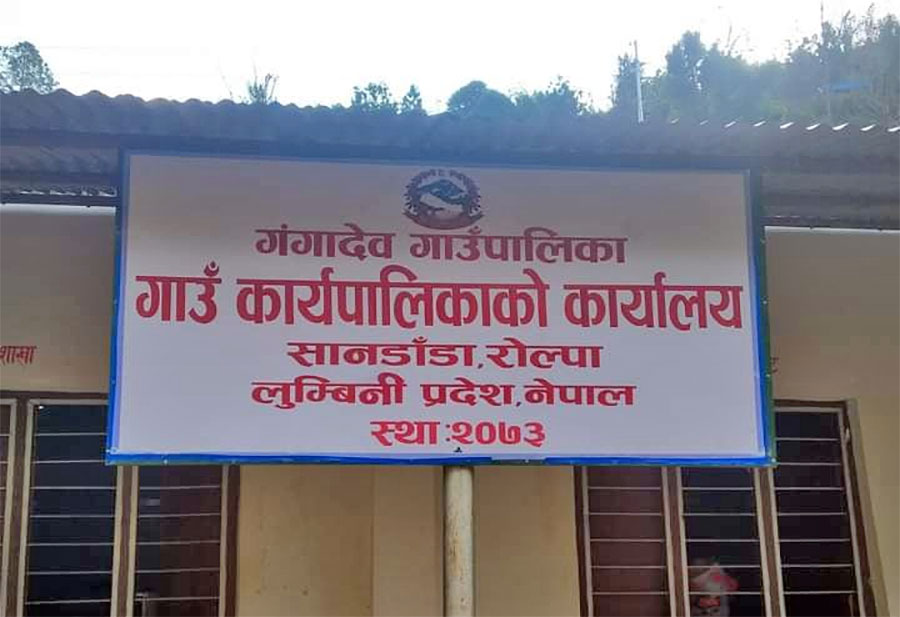 गंगादेव गाउँपालिका
गाउँ कार्यपालिकाको कार्यालय
सानडाँडा,रोल्पा
लुम्बिनी प्रदेश,नेपाल
स्था:२०७३
शाखा